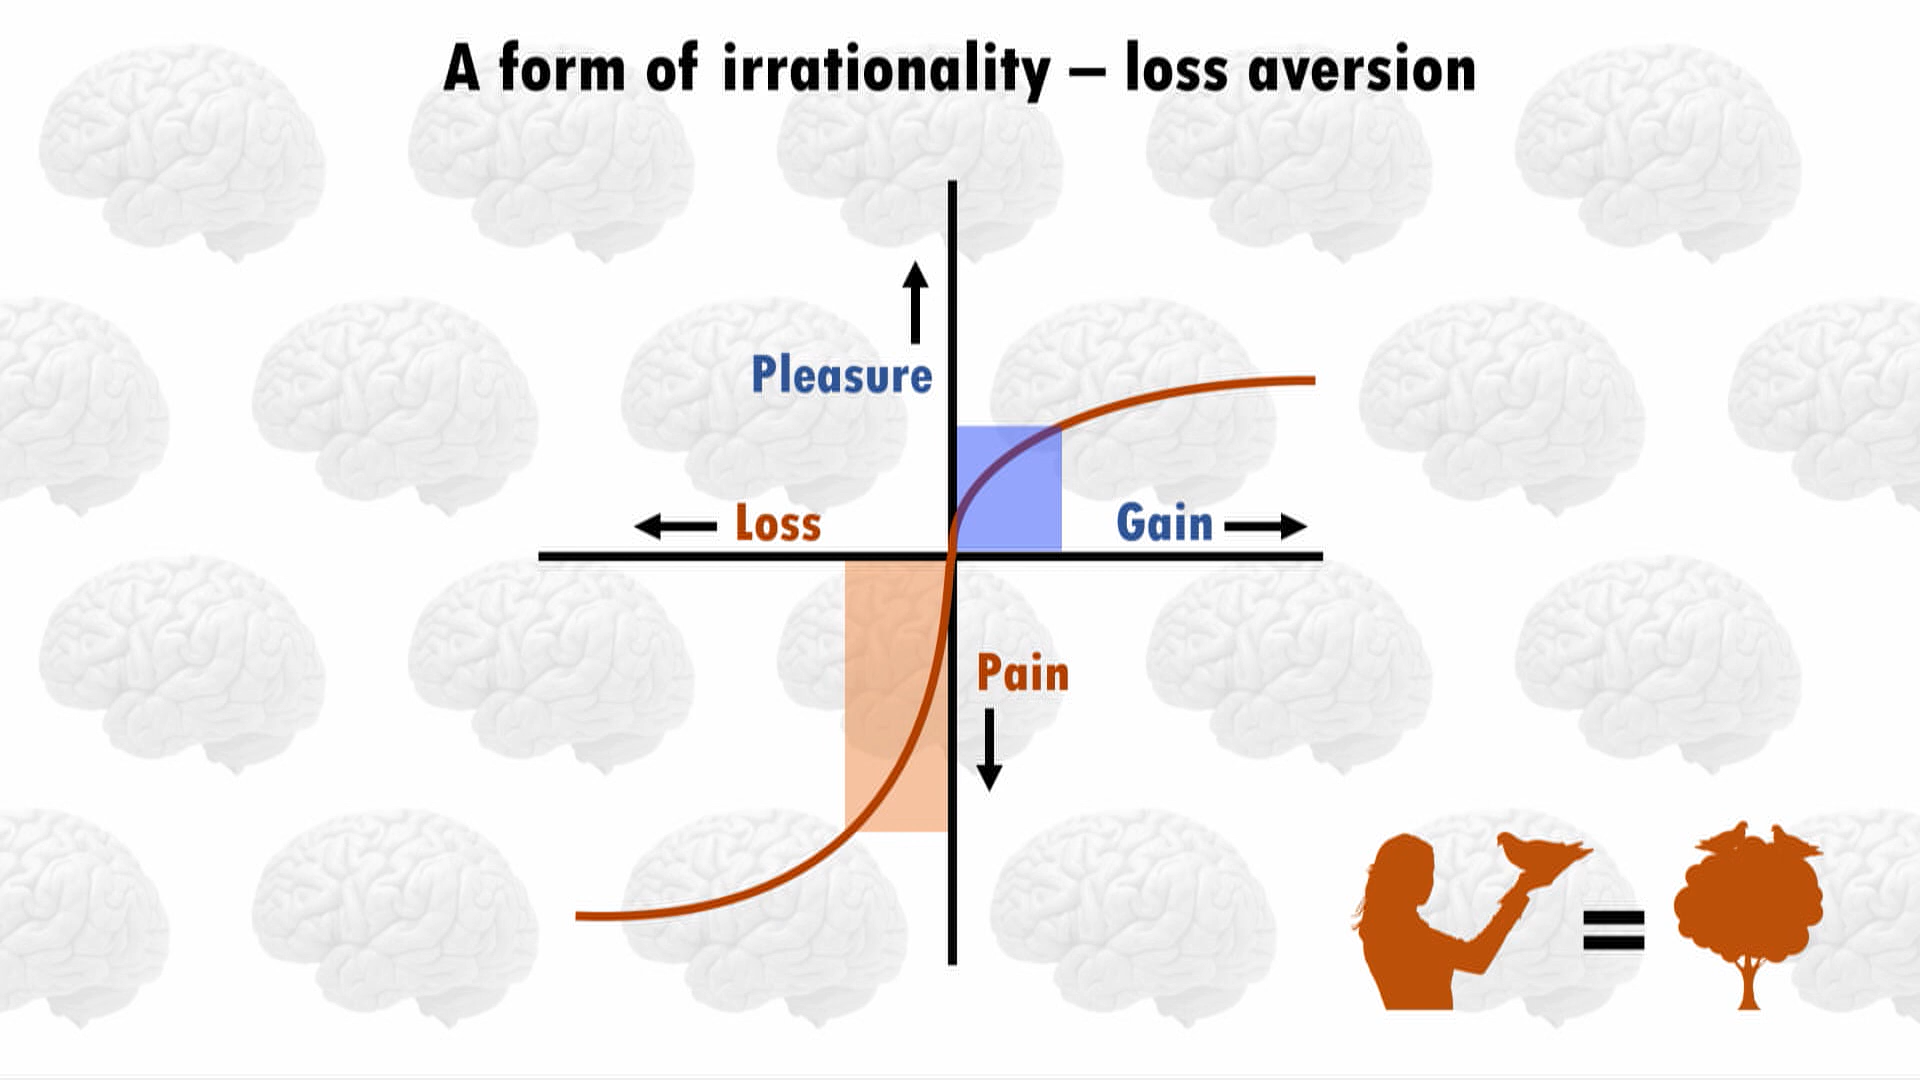 A form of irrationality – loss aversion
Pleasure
Loss
Gain
Pain